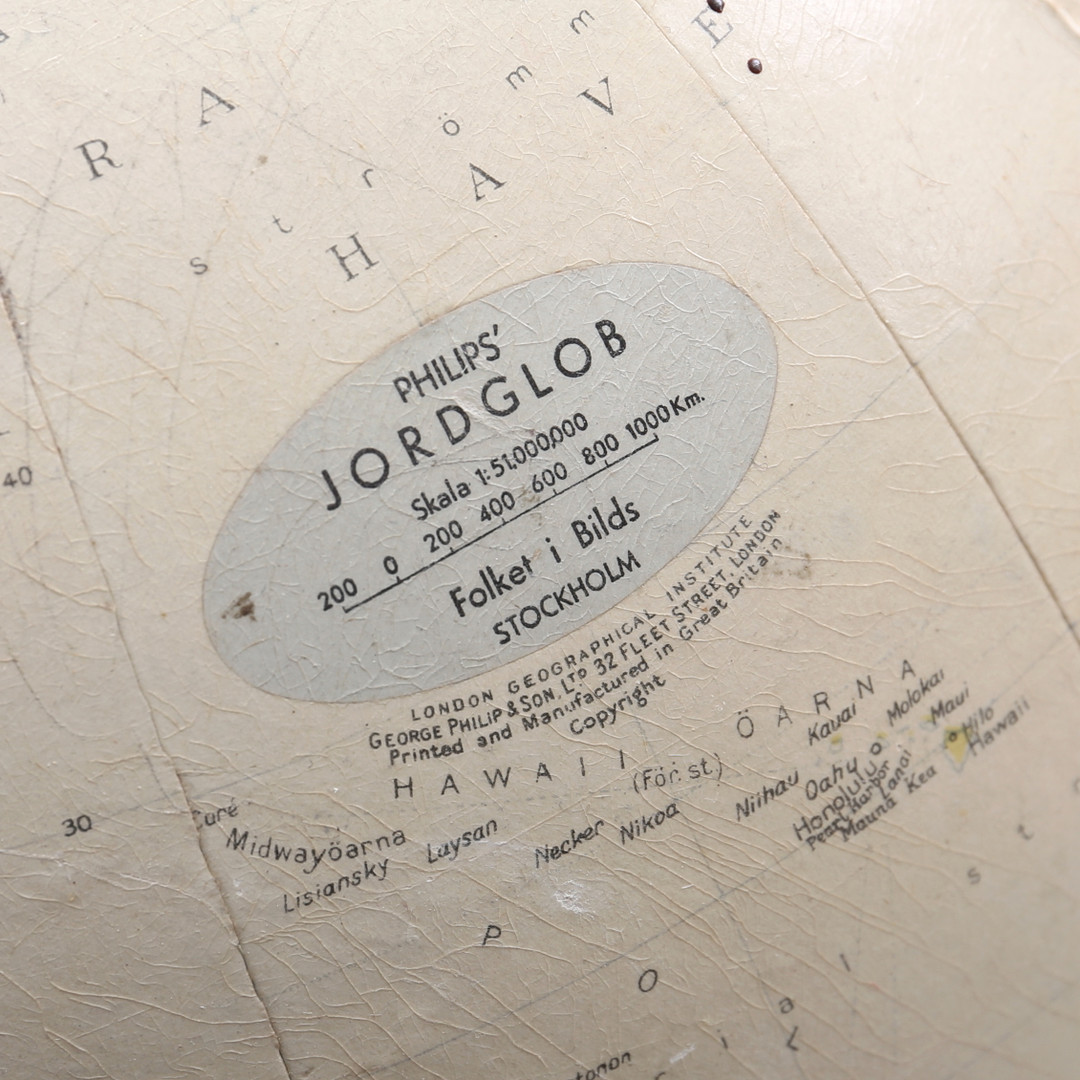 E
R A
H A V
s t r ö m m
PHILIPS'
JORDGLOB
Skala 1:51,000,000
200 0 200 400 600 800 1000 Km.
Folket i Bilds
STOCKHOLM
LONDON GEOGRAPHICAL INSTITUTE
GEORGE PHILIP & SON, LTD 32 FLEET STREET, LONDON
Printed and Manufactured in Great Britain
Copyright
40
HAWAII ÖARNA
(För. st.)
30
Curé
Midwayöarna
Lisiansky
Laysan
Necker
Nikoa
Niihau
Kauai
Oahu
Honolulu
Pearl Harbor
Molokai
Lanai
Maui
Mauna Kea
Hilo
Hawaii
P O L